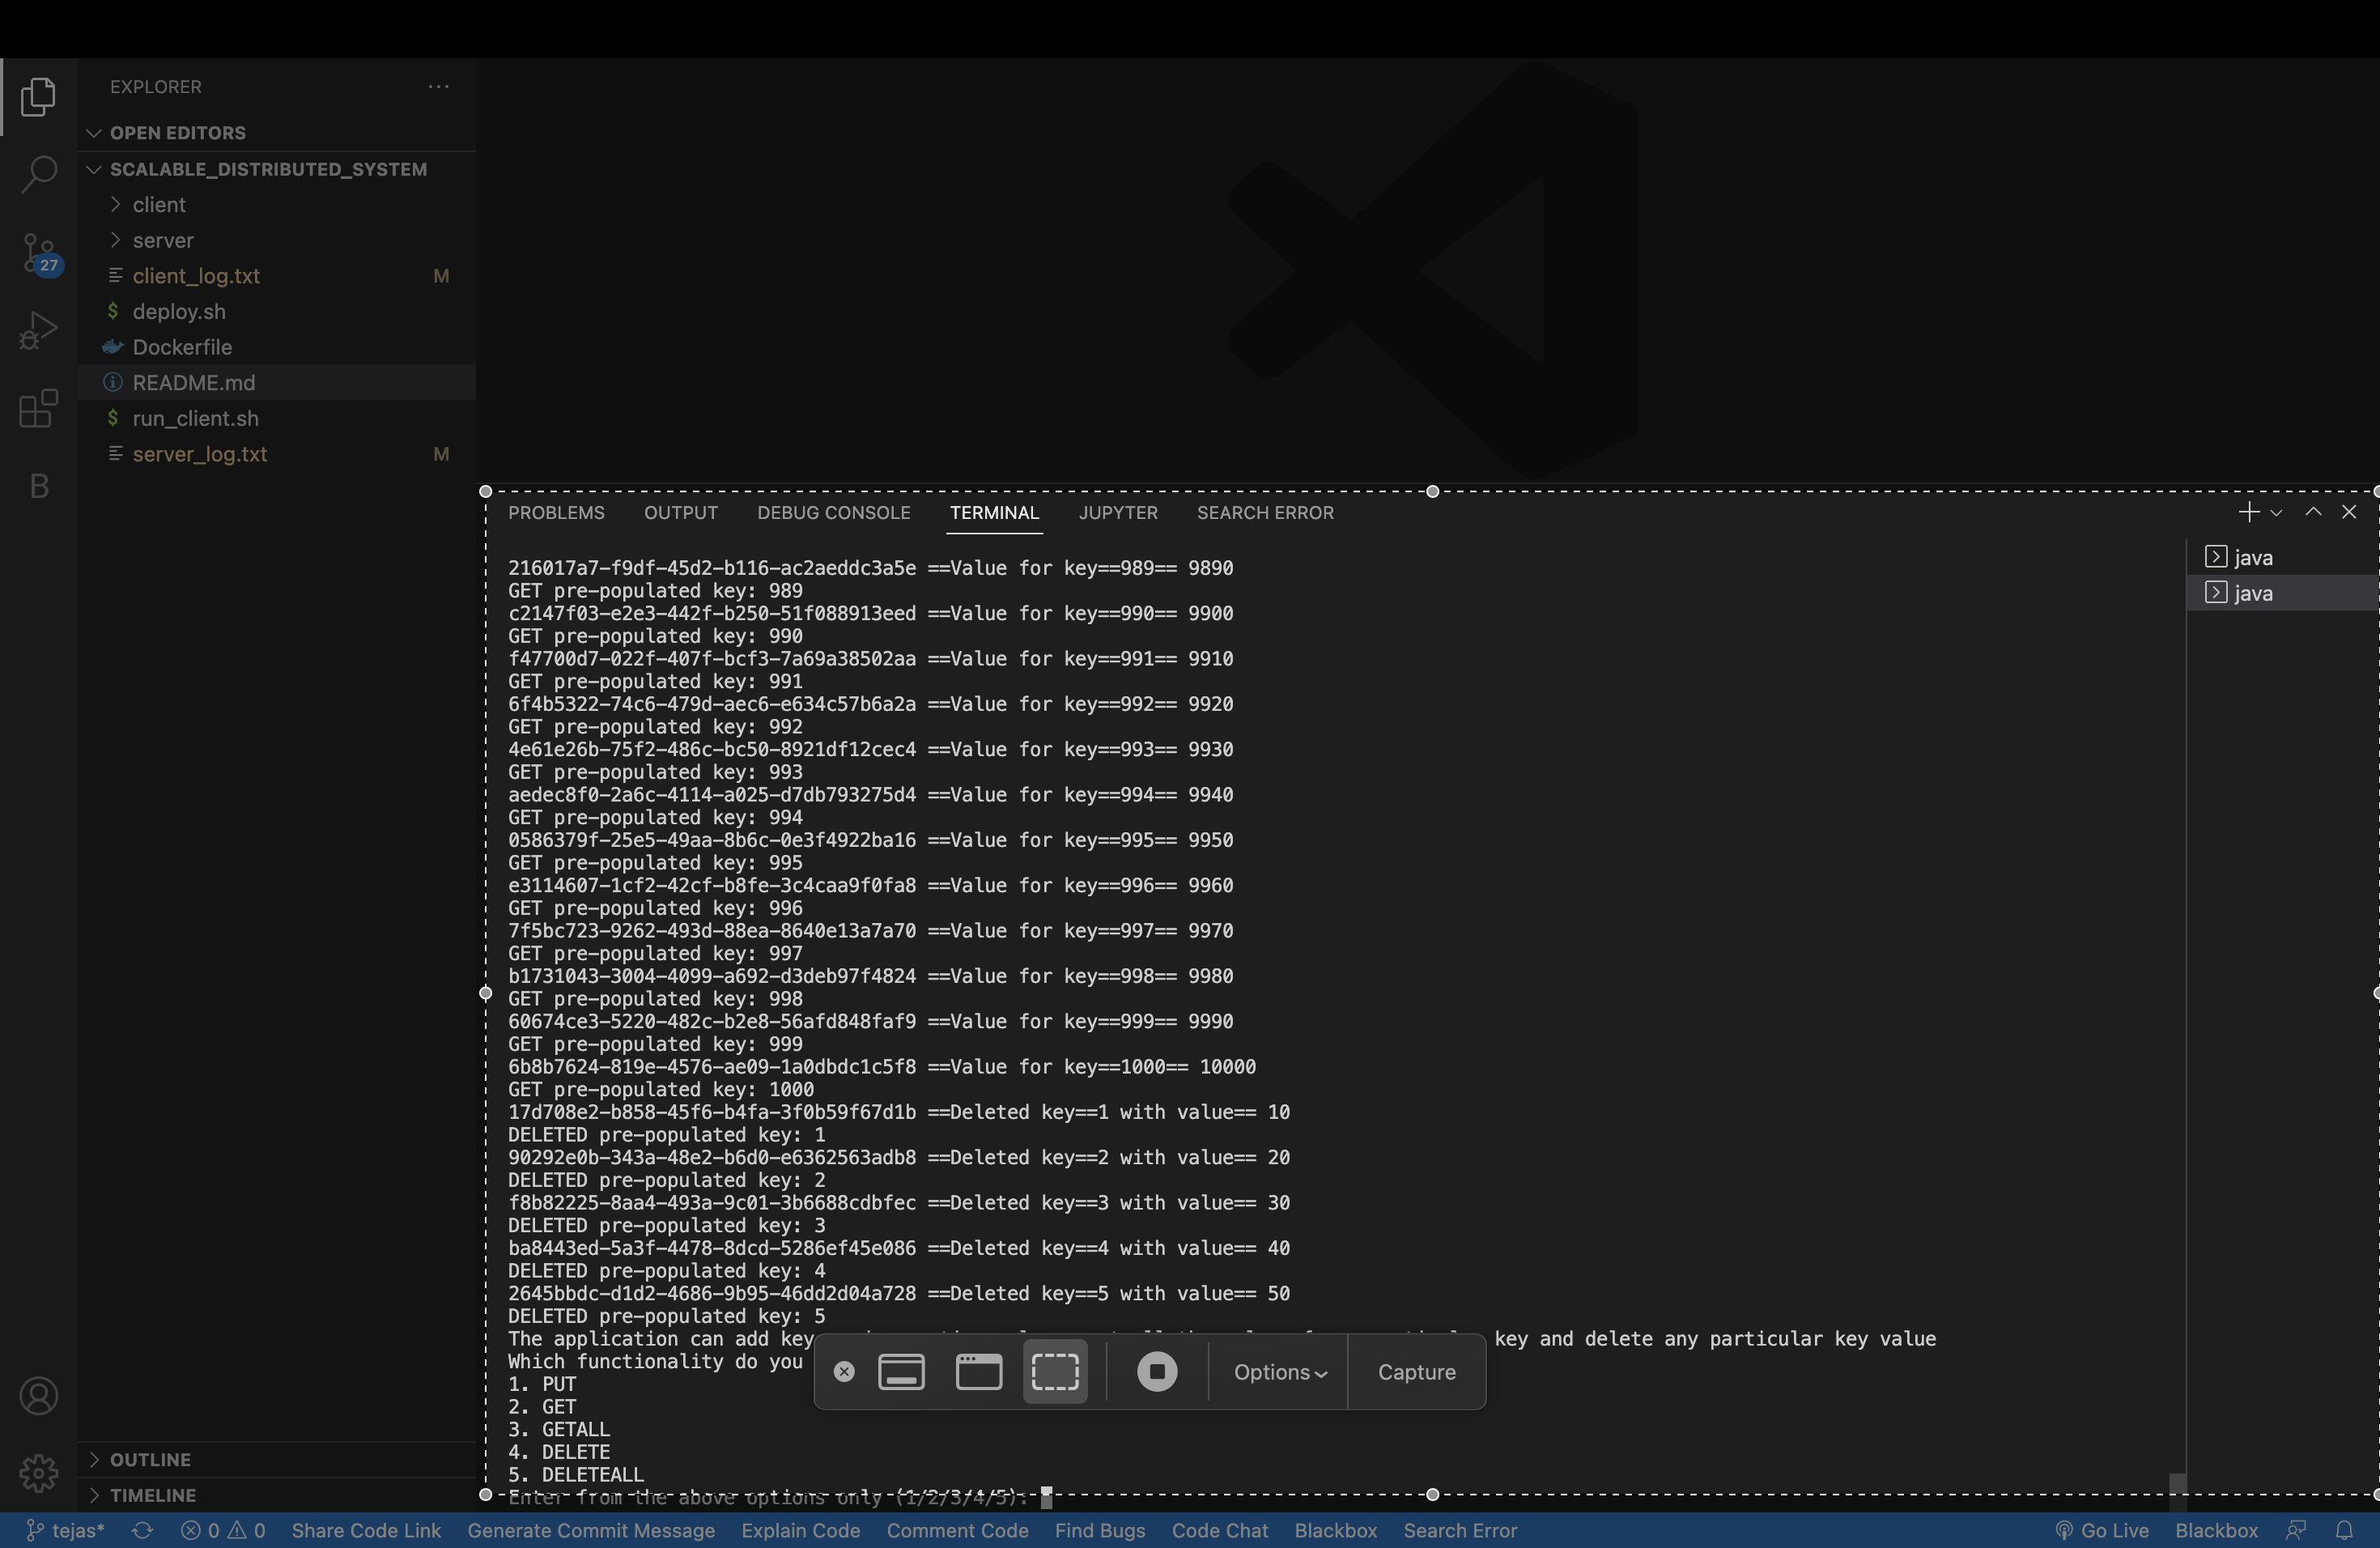 EXPLORER
OPEN EDITORS
SCALABLE_DISTRIBUTED_SYSTEM
client
server
27
client_log.txt M
deploy.sh
Dockerfile
README.md
run_client.sh
server_log.txt M
B
PROBLEMS OUTPUT DEBUG CONSOLE TERMINAL JUPYTER SEARCH ERROR
java
java
216017a7-f9df-45d2-b116-ac2aeddc3a5e ==Value for key==989== 9890
GET pre-populated key: 989
c2147f03-e2e3-442f-b250-51f088913eed ==Value for key==990== 9900
GET pre-populated key: 990
f47700d7-022f-407f-bcf3-7a69a38502aa ==Value for key==991== 9910
GET pre-populated key: 991
6f4b5322-74c6-479d-aec6-e634c57b6a2a ==Value for key==992== 9920
GET pre-populated key: 992
4e61e26b-75f2-486c-bc50-8921df12cec4 ==Value for key==993== 9930
GET pre-populated key: 993
aedec8f0-2a6c-4114-a025-d7db793275d4 ==Value for key==994== 9940
GET pre-populated key: 994
0586379f-25e5-49aa-8b6c-0e3f4922ba16 ==Value for key==995== 9950
GET pre-populated key: 995
e3114607-1cf2-42cf-b8fe-3c4caa9f0fa8 ==Value for key==996== 9960
GET pre-populated key: 996
7f5bc723-9262-493d-88ea-8640e13a7a70 ==Value for key==997== 9970
GET pre-populated key: 997
b1731043-3004-4099-a692-d3deb97f4824 ==Value for key==998== 9980
GET pre-populated key: 998
60674ce3-5220-482c-b2e8-56afd848faf9 ==Value for key==999== 9990
GET pre-populated key: 999
6b8b7624-819e-4576-ae09-1a0dbdc1c5f8 ==Value for key==1000== 10000
GET pre-populated key: 1000
17d708e2-b858-45f6-b4fa-3f0b59f67d1b ==Deleted key==1 with value== 10
DELETED pre-populated key: 1
90292e0b-343a-48e2-b6d0-e6362563adb8 ==Deleted key==2 with value== 20
DELETED pre-populated key: 2
f8b82225-8aa4-493a-9c01-3b6688cdbfec ==Deleted key==3 with value== 30
DELETED pre-populated key: 3
ba8443ed-5a3f-4478-8dcd-5286ef45e086 ==Deleted key==4 with value== 40
DELETED pre-populated key: 4
2645bbdc-d1d2-4686-9b95-46dd2d04a728 ==Deleted key==5 with value== 50
DELETED pre-populated key: 5
The application can add key key and delete any particular key value
Which functionality do you
1. PUT
2. GET
3. GETALL
4. DELETE
5. DELETEALL
Enter from the above options only (1/2/3/4/5):
Options Capture
OUTLINE
TIMELINE
tejas* 0 0 Share Code Link Generate Commit Message Explain Code Comment Code Find Bugs Code Chat Blackbox Search Error Go Live Blackbox